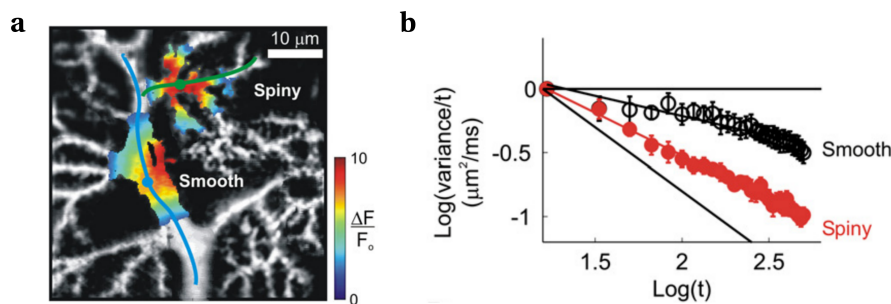 a
b
10 μm
Spiny
Smooth
10
ΔF
F₀
0
Log(variance/t)
(μm²/ms)
0
-0.5
-1
1.5
2
2.5
Log(t)
Smooth
Spiny